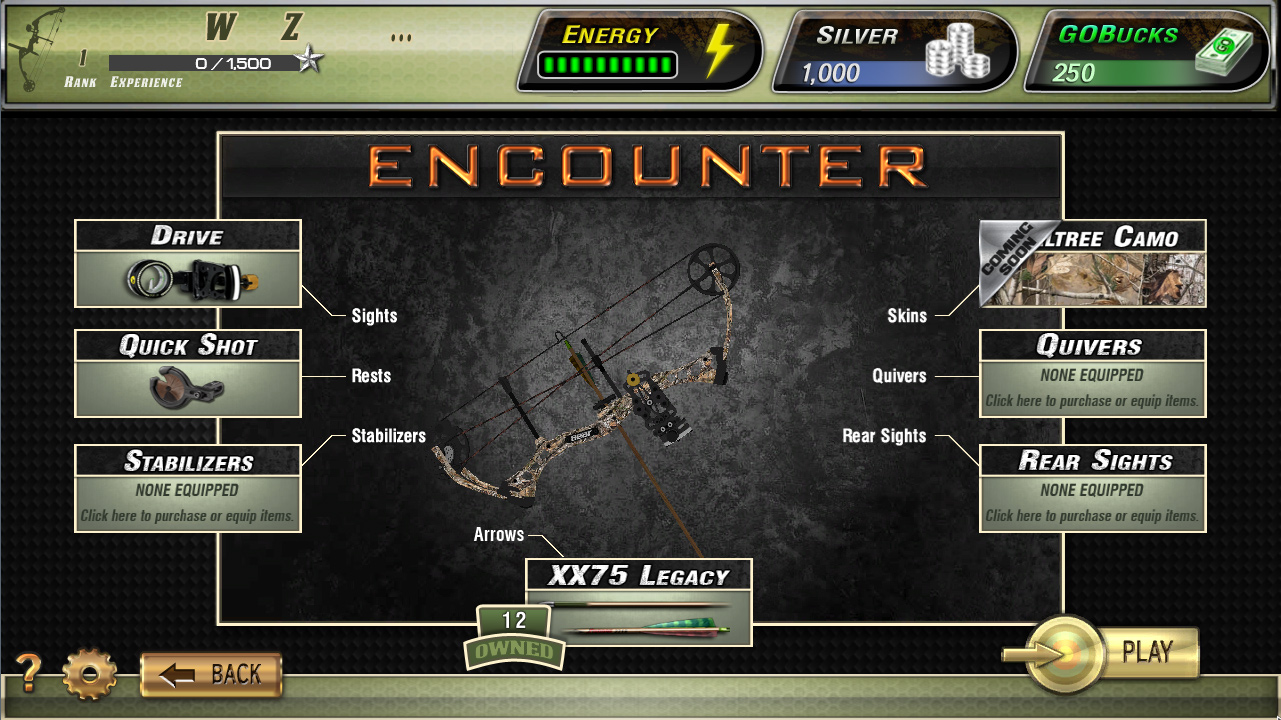 W Z ...
1
0 / 1,500
Rank Experience
Energy
Silver
1,000
GOBucks
250
ENCOUNTER
Drive
Sights
Quick Shot
Rests
Stabilizers
Stabilizers
NONE EQUIPPED
Click here to purchase or equip items.
COMING SOON
ltree Camo
Skins
Quivers
Quivers
NONE EQUIPPED
Click here to purchase or equip items.
Rear Sights
Rear Sights
NONE EQUIPPED
Click here to purchase or equip items.
BEAR
Arrows
XX75 Legacy
12
OWNED
?
BACK
PLAY